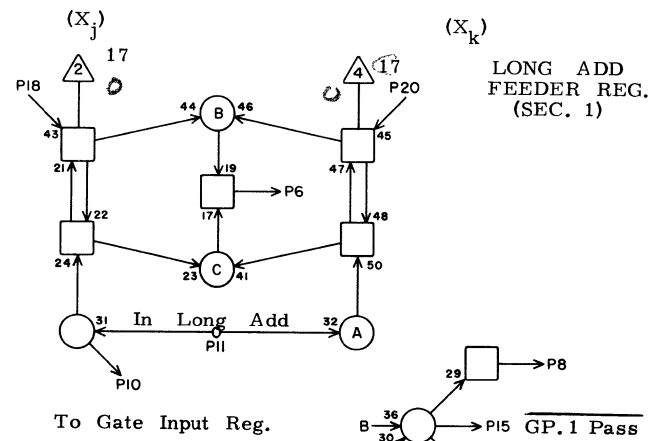 (Xj)
(Xk)
2
17
4
17
LONG ADD
FEEDER REG.
(SEC. 1)
P18
P20
43
44
B
46
45
21
19
47
P6
22
17
48
24
23
C
41
50
31
In Long Add
32
A
P11
P10
29
P8
To Gate Input Reg.
B
36
P15
GP.1 Pass
30